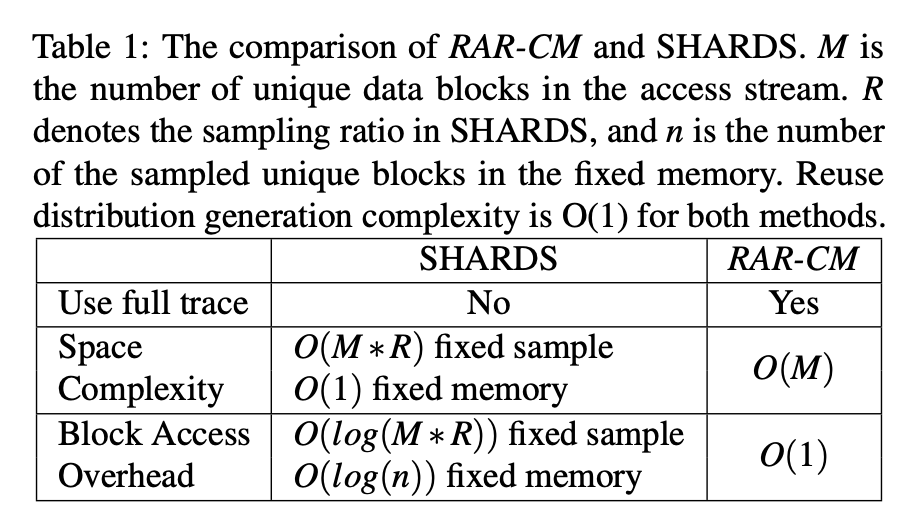 Table 1: The comparison of RAR-CM and SHARDS. M is
the number of unique data blocks in the access stream. R
denotes the sampling ratio in SHARDS, and n is the number
of the sampled unique blocks in the fixed memory. Reuse
distribution generation complexity is O(1) for both methods.
SHARDS RAR-CM
Use full trace No Yes
Space Complexity
O(M ∗ R) fixed sample
O(1) fixed memory
O(M)
Block Access Overhead
O(log(M ∗ R)) fixed sample
O(log(n)) fixed memory
O(1)